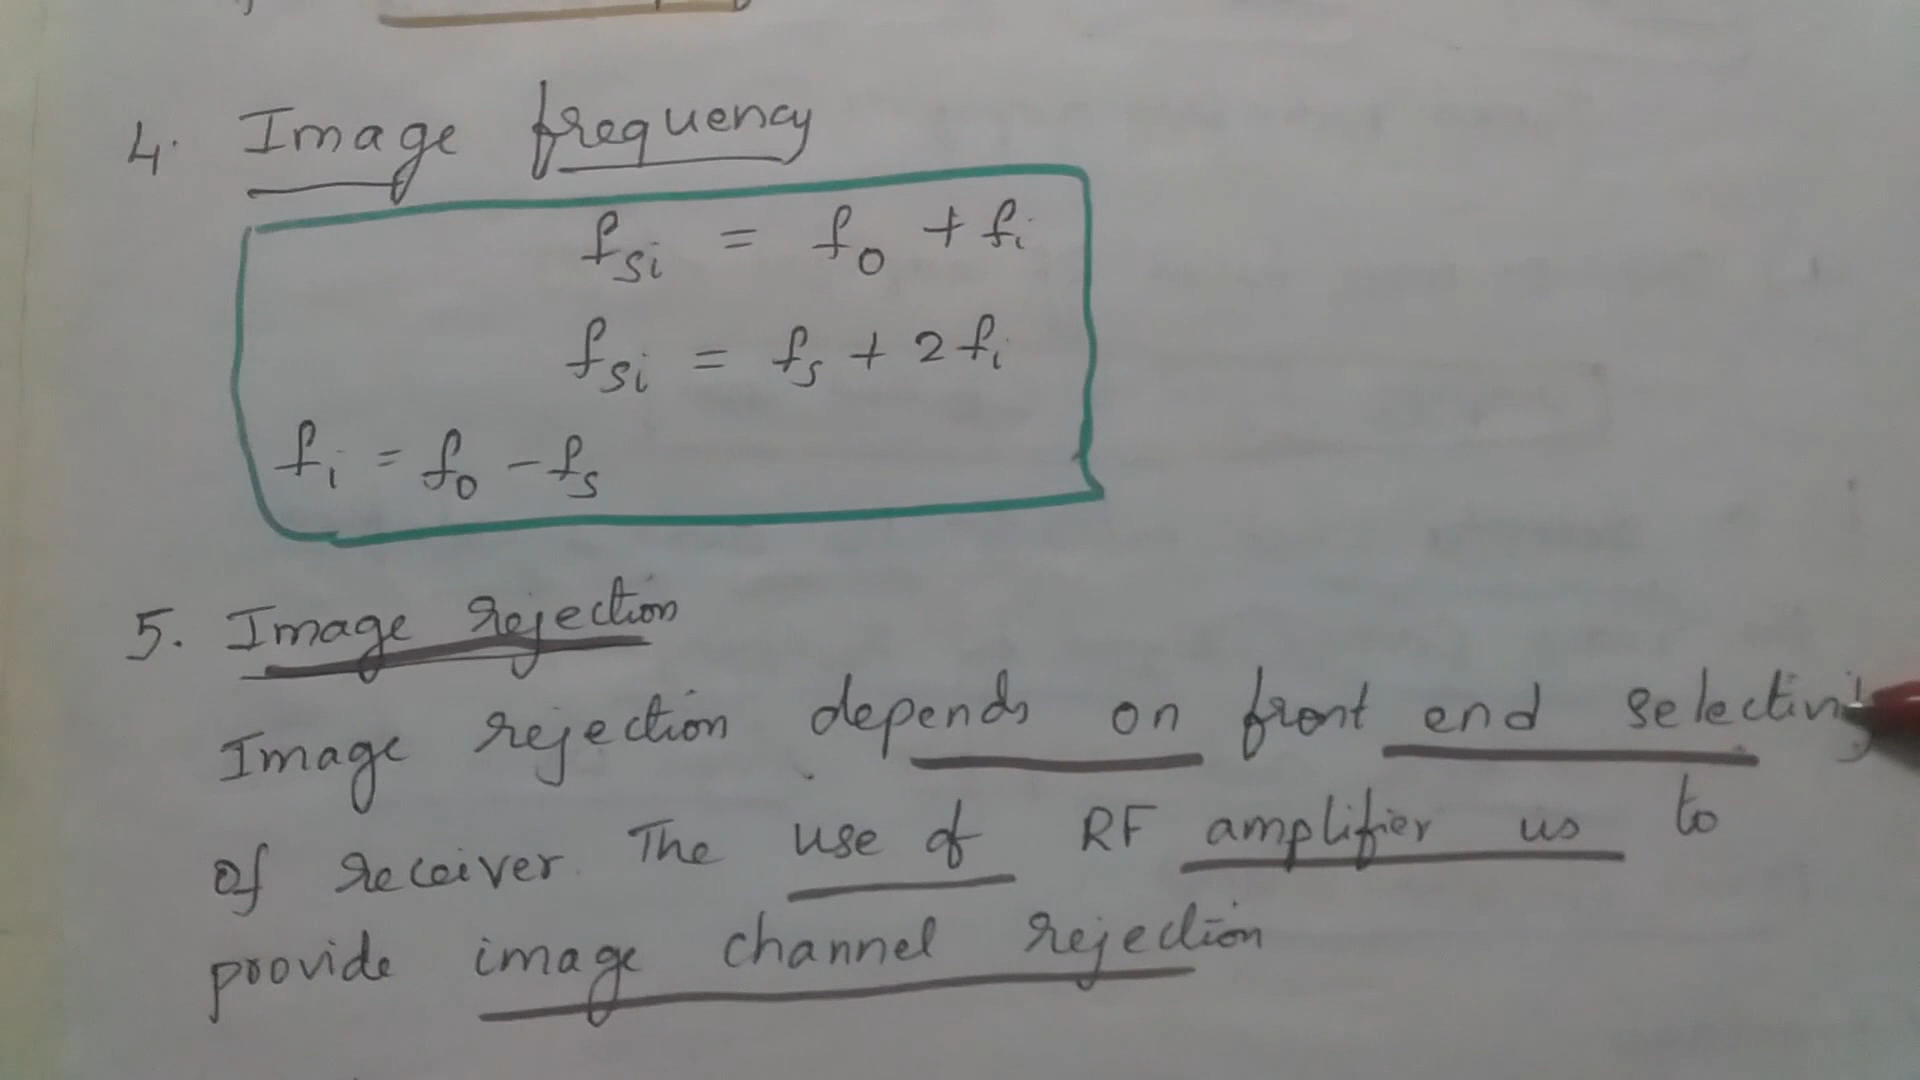 4. Image frequency
fsi = fo + fi
fsi = fs + 2fi
fi = fo - fs
5. Image rejection
Image rejection depends on front end selectivity
of receiver. The use of RF amplifier us to
provide image channel rejection